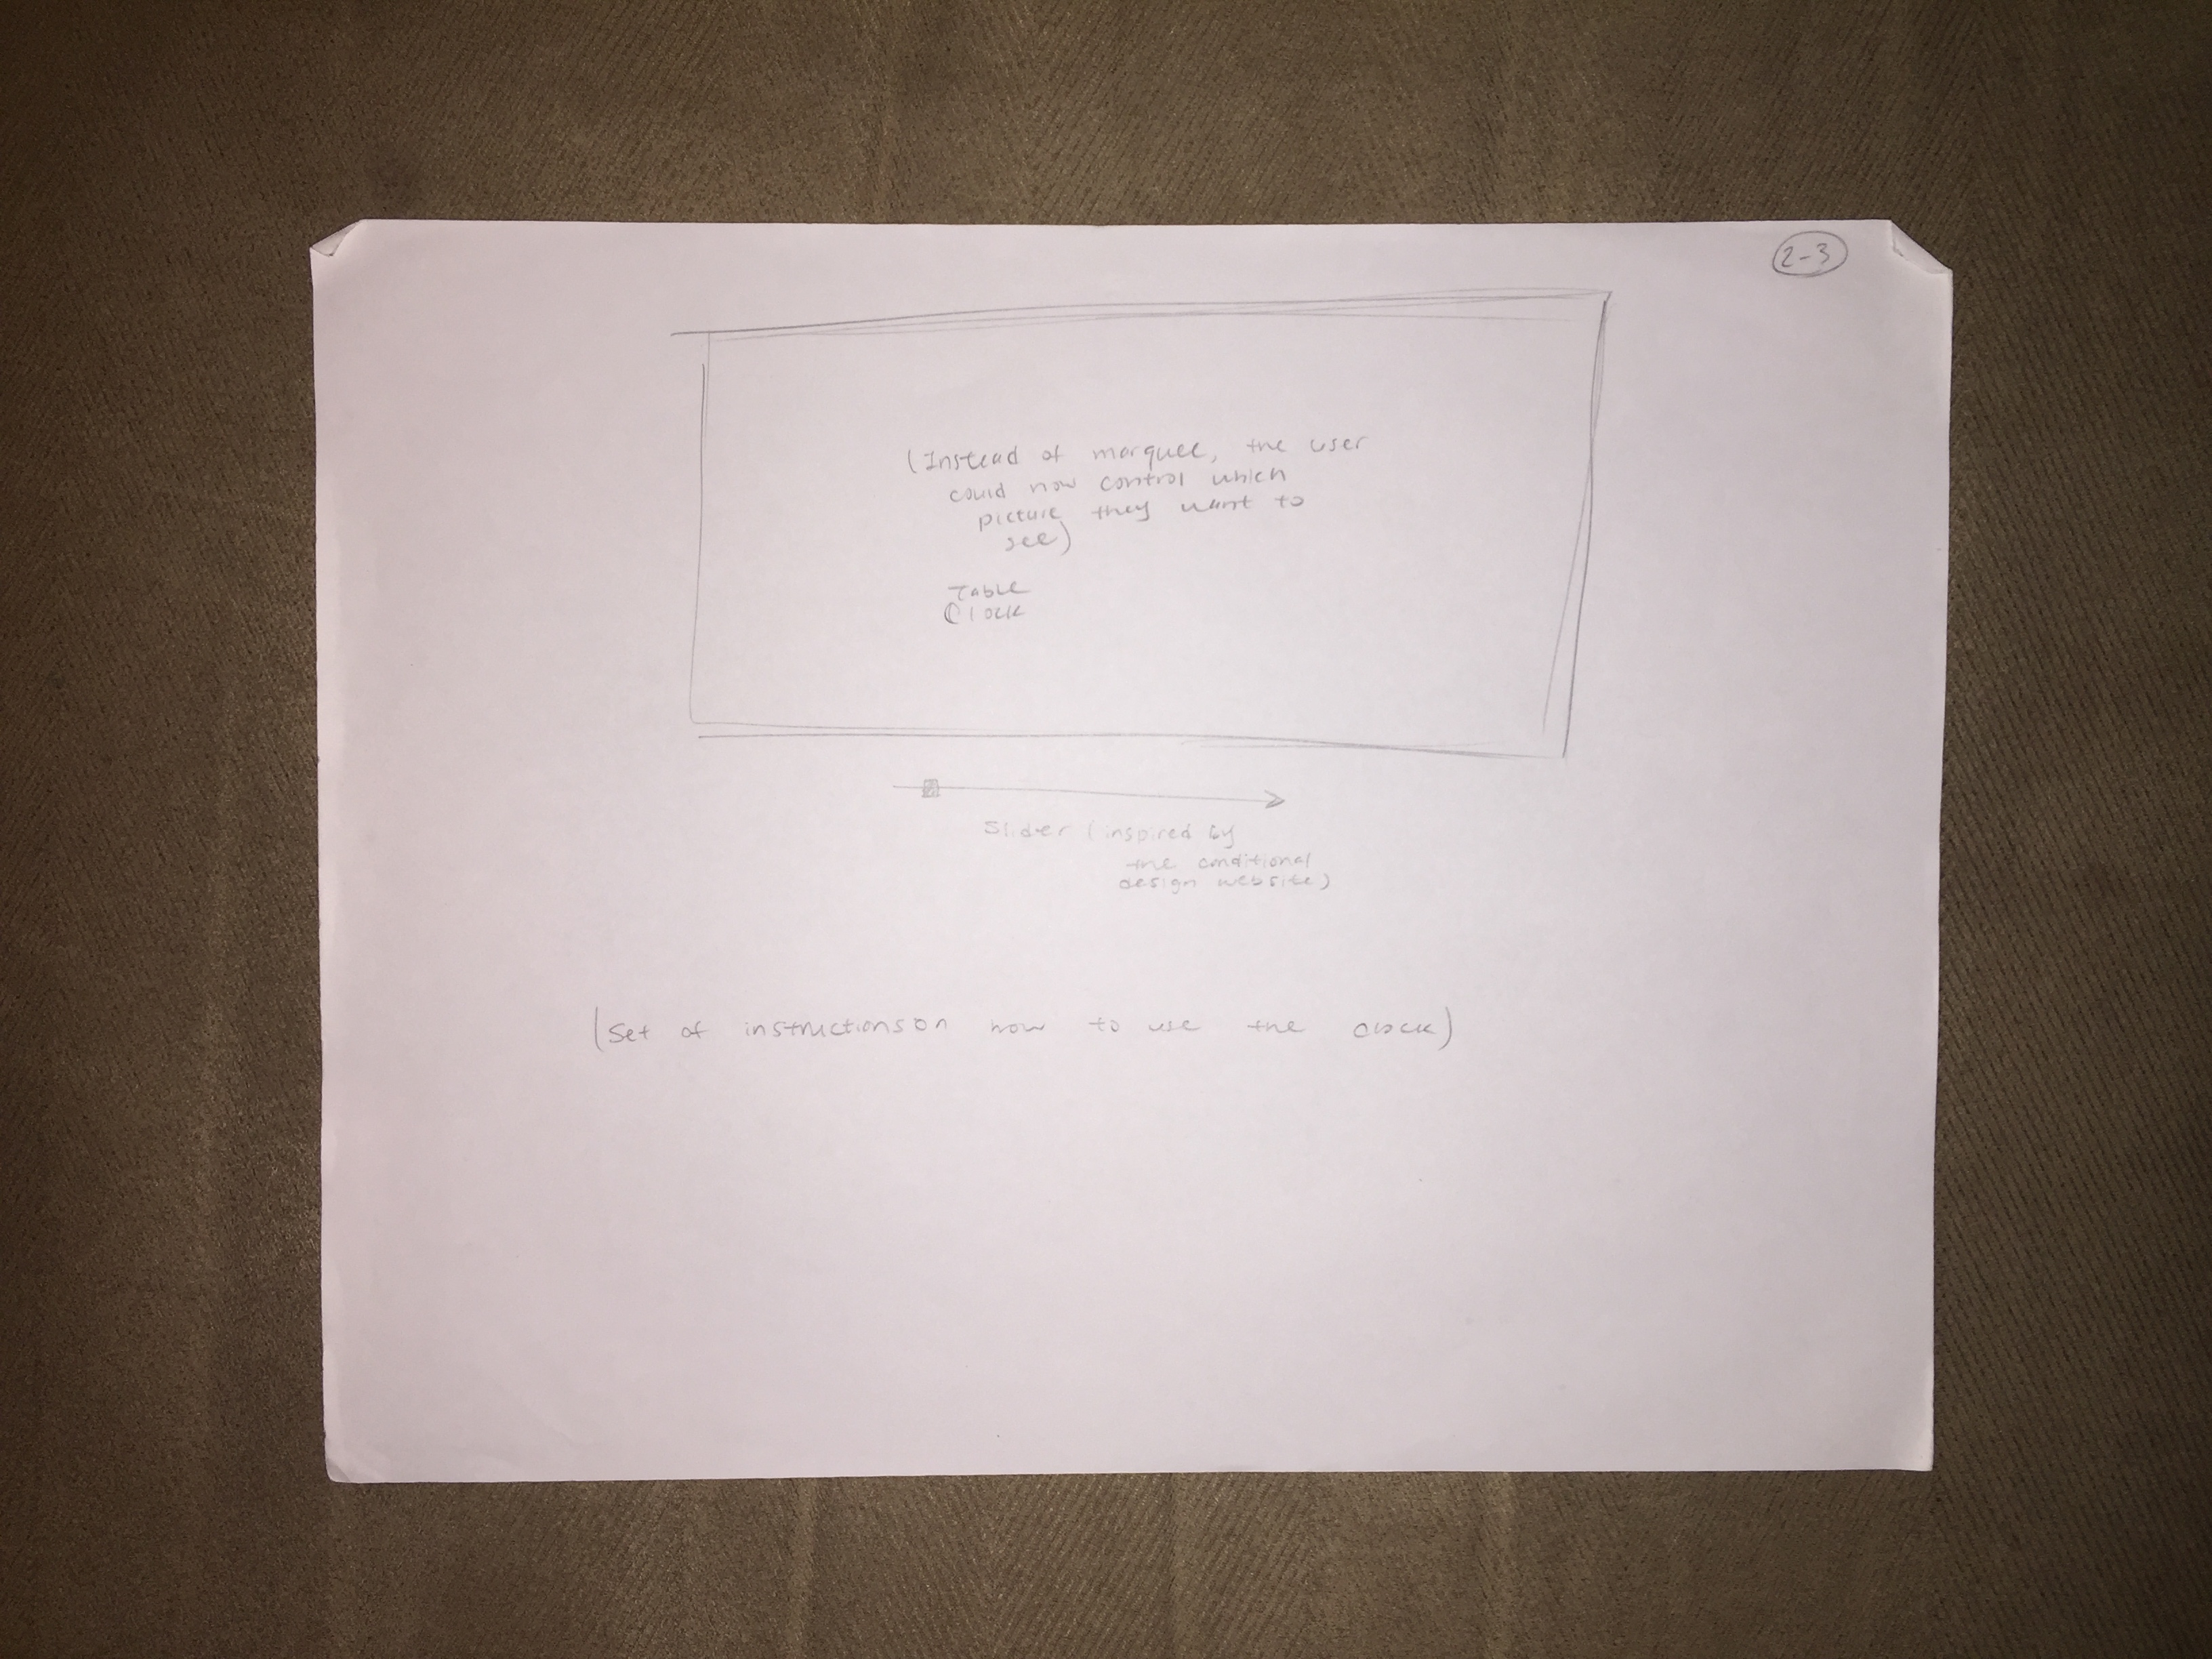 2-3
(Instead of marquee, the user
could now control which
picture they want to
see)
Table
Clock
Slider (inspired by
the conditional
design website)
(Set of instructions on how to use the clock)